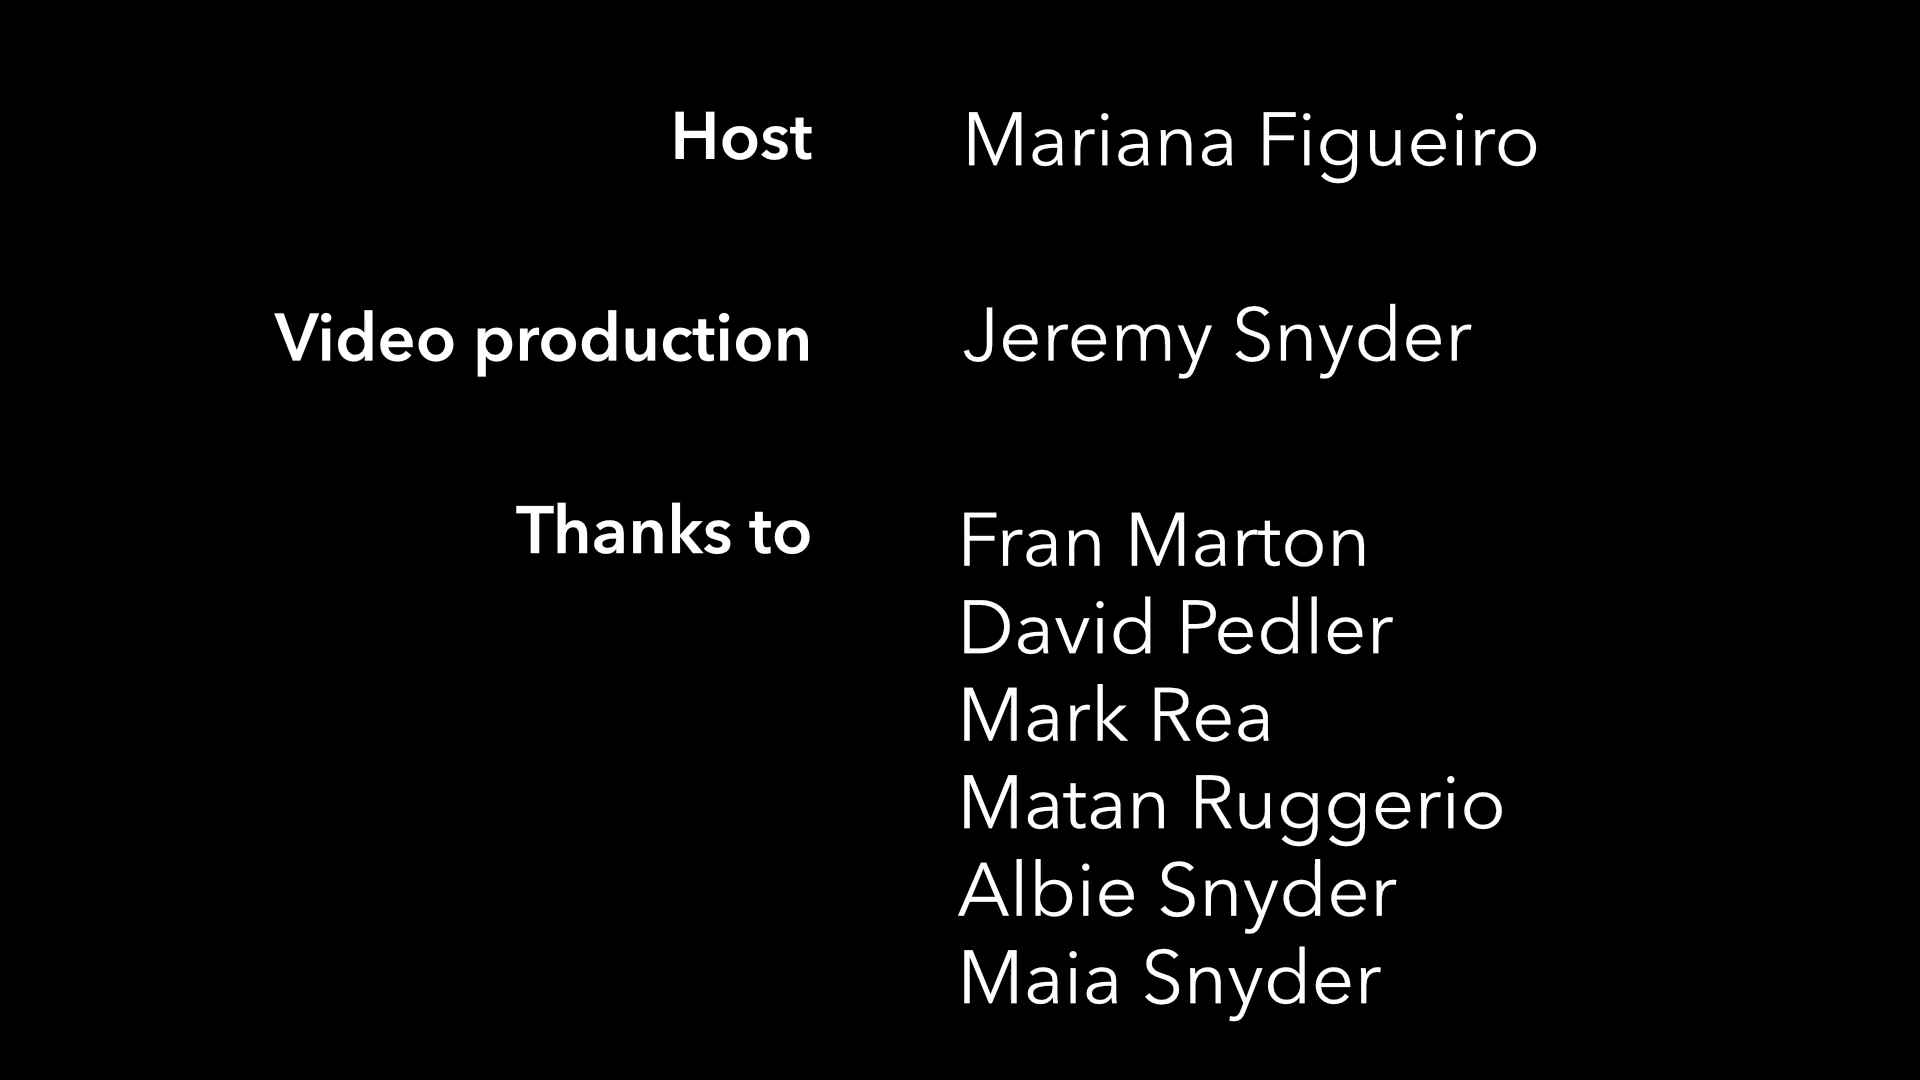 Host Mariana Figueiro
Video production Jeremy Snyder
Thanks to Fran Marton
David Pedler
Mark Rea
Matan Ruggerio
Albie Snyder
Maia Snyder